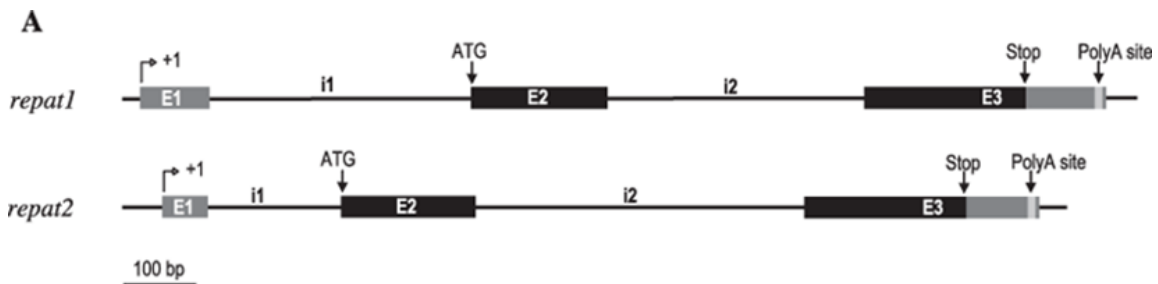 A
+1 ATG Stop PolyA site
repat1 E1 i1 E2 i2 E3
+1 ATG Stop PolyA site
repat2 E1 i1 E2 i2 E3
100 bp